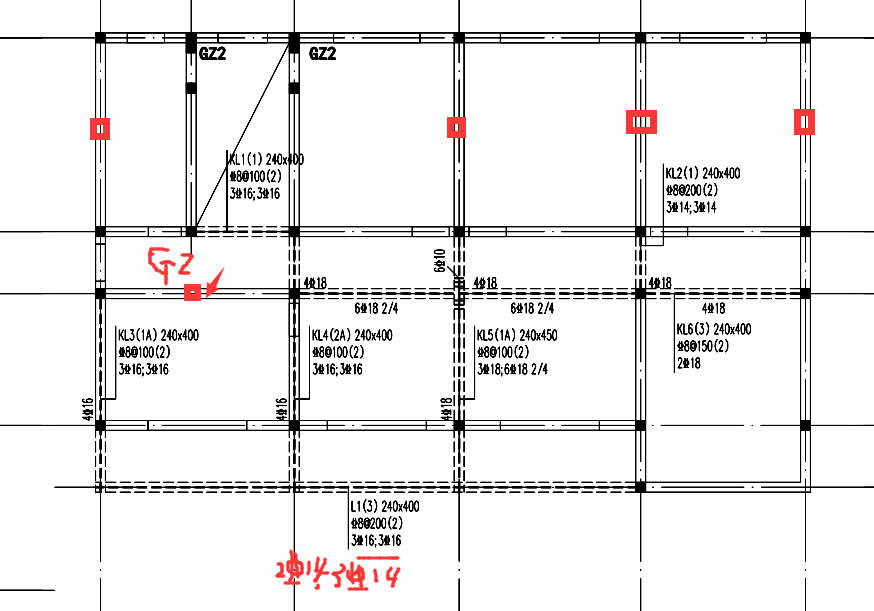 GZ2
GZ2
KL1(1) 240x400
Φ8@100(2)
3Φ16;3Φ16
KL2(1) 240x400
Φ8@200(2)
3Φ14;3Φ14
GZ
6Φ10
4Φ18
4Φ18
4Φ18
6Φ18 2/4
6Φ18 2/4
4Φ18
KL3(1A) 240x400
Φ8@100(2)
3Φ16;3Φ16
KL4(2A) 240x400
Φ8@100(2)
3Φ16;3Φ16
KL5(1A) 240x450
Φ8@100(2)
3Φ18;6Φ18 2/4
KL6(3) 240x400
Φ8@150(2)
2Φ18
4Φ16
4Φ16
4Φ18
L1(3) 240x400
Φ8@200(2)
3Φ16;3Φ16
2Φ14;3Φ14